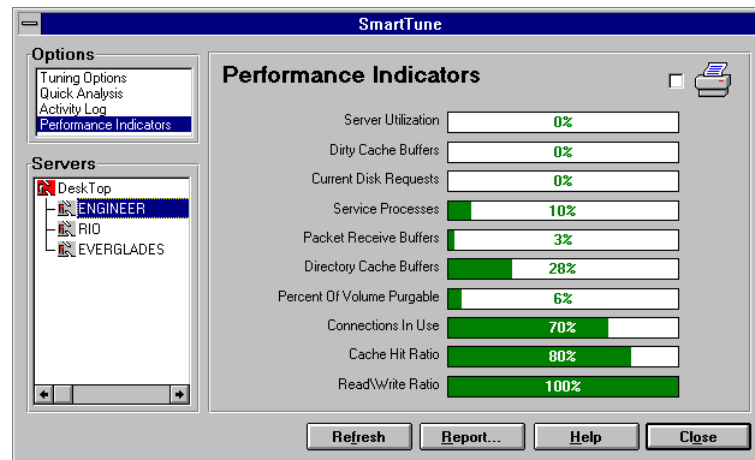 SmartTune
Options
Tuning Options
Quick Analysis
Activity Log
Performance Indicators
Servers
DeskTop
ENGINEER
RIO
EVERGLADES
Performance Indicators
Server Utilization 0%
Dirty Cache Buffers 0%
Current Disk Requests 0%
Service Processes 10%
Packet Receive Buffers 3%
Directory Cache Buffers 28%
Percent Of Volume Purgable 6%
Connections In Use 70%
Cache Hit Ratio 80%
Read\Write Ratio 100%
Refresh Report... Help Close